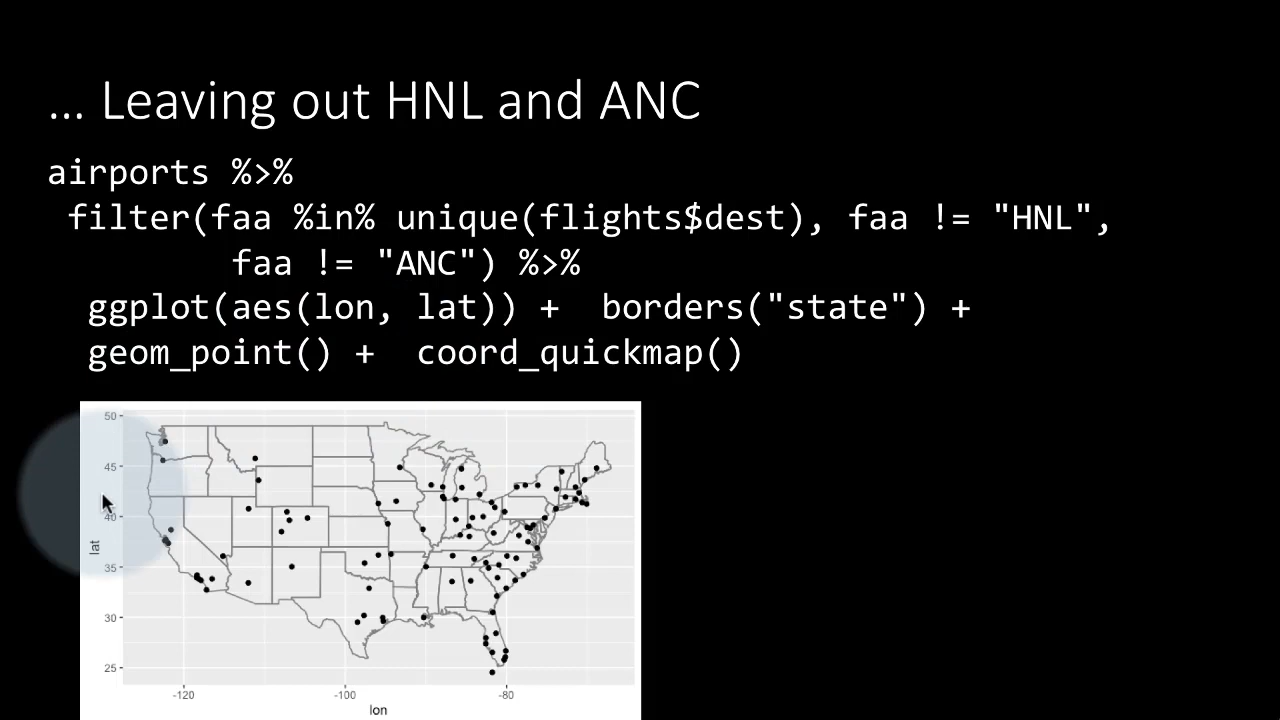 … Leaving out HNL and ANC
airports %>%
filter(faa %in% unique(flights$dest), faa != "HNL",
faa != "ANC") %>%
ggplot(aes(lon, lat)) + borders("state") +
geom_point() + coord_quickmap()
50
45
40
35
30
25
lat
-120 -100 -80
lon